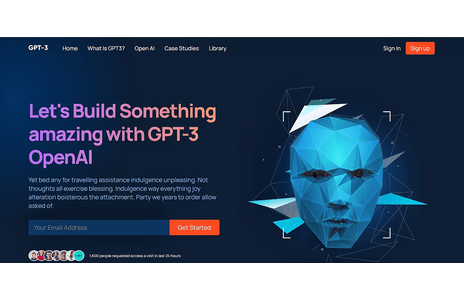 GPT-3
Home
What is GPT3?
Open AI
Case Studies
Library
Sign in
Sign up
Let's Build Something
amazing with GPT-3
OpenAI
Yet bed any for travelling assistance indulgence unpleasing. Not
thoughts all exercise blessing. Indulgence way everything joy
alteration boisterous the attachment. Party we years to order allow
asked of.
Your Email Address
Get Started
1,600 people requested access a visit in last 24 hours